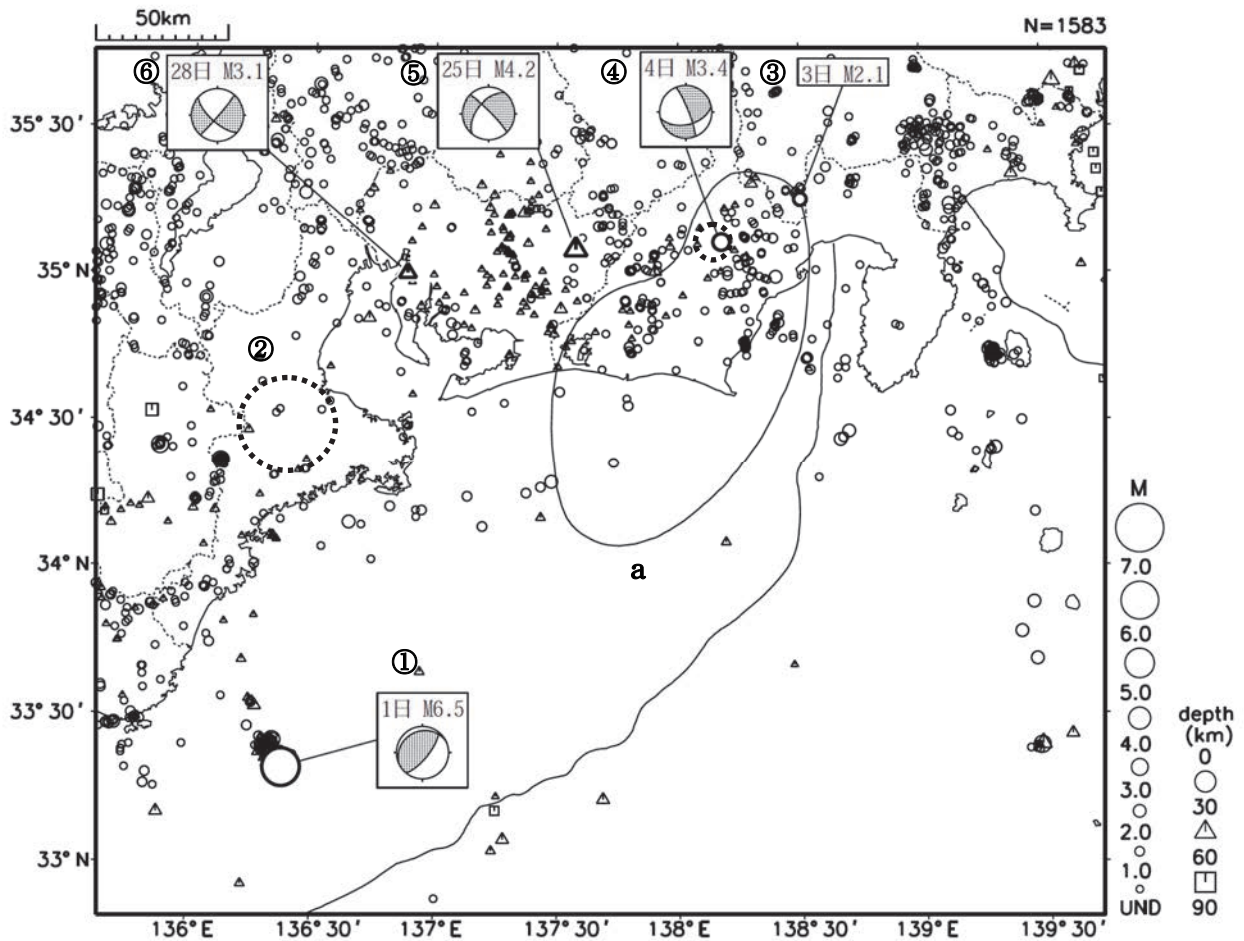 50km
N=1583
⑥
28日 M3.1
⑤
25日 M4.2
④
4日 M3.4
③
3日 M2.1
35°30'
35°N
②
34°30'
34°N
a
①
1日 M6.5
33°30'
33°N
136°E
136°30'
137°E
137°30'
138°E
138°30'
139°E
139°30'
M
7.0
6.0
5.0
4.0
3.0
2.0
1.0
UND
depth
(km)
0
30
60
90